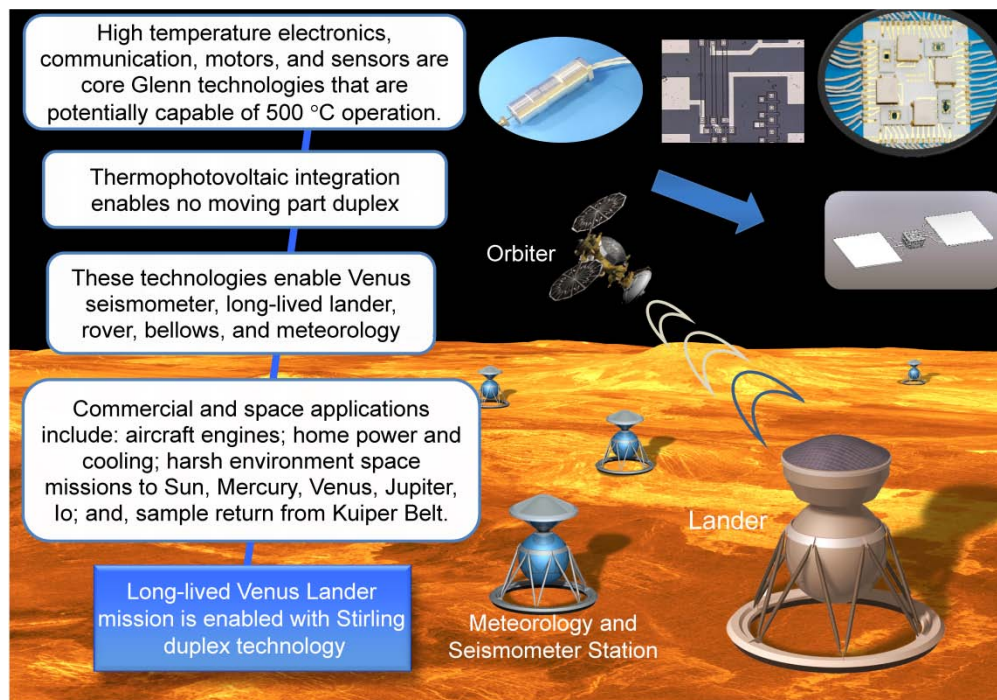 High temperature electronics,
communication, motors, and sensors are
core Glenn technologies that are
potentially capable of 500 °C operation.
Thermophotovoltaic integration
enables no moving part duplex
These technologies enable Venus
seismometer, long-lived lander,
rover, bellows, and meteorology
Commercial and space applications
include: aircraft engines; home power and
cooling; harsh environment space
missions to Sun, Mercury, Venus, Jupiter,
Io; and, sample return from Kuiper Belt.
Long-lived Venus Lander
mission is enabled with Stirling
duplex technology
Orbiter
Lander
Meteorology and
Seismometer Station